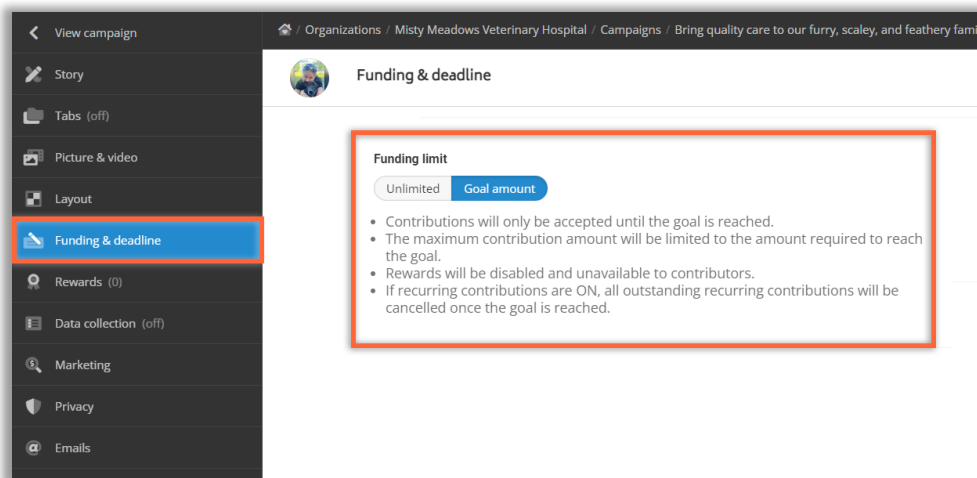 View campaign
/ Organizations / Misty Meadows Veterinary Hospital / Campaigns / Bring quality care to our furry, scaley, and feathery fami
Story
Funding & deadline
Tabs (off)
Picture & video
Layout
Funding & deadline
Rewards (0)
Data collection (off)
Marketing
Privacy
Emails
Funding limit
Unlimited Goal amount
• Contributions will only be accepted until the goal is reached.
• The maximum contribution amount will be limited to the amount required to reach
the goal.
• Rewards will be disabled and unavailable to contributors.
• If recurring contributions are ON, all outstanding recurring contributions will be
cancelled once the goal is reached.